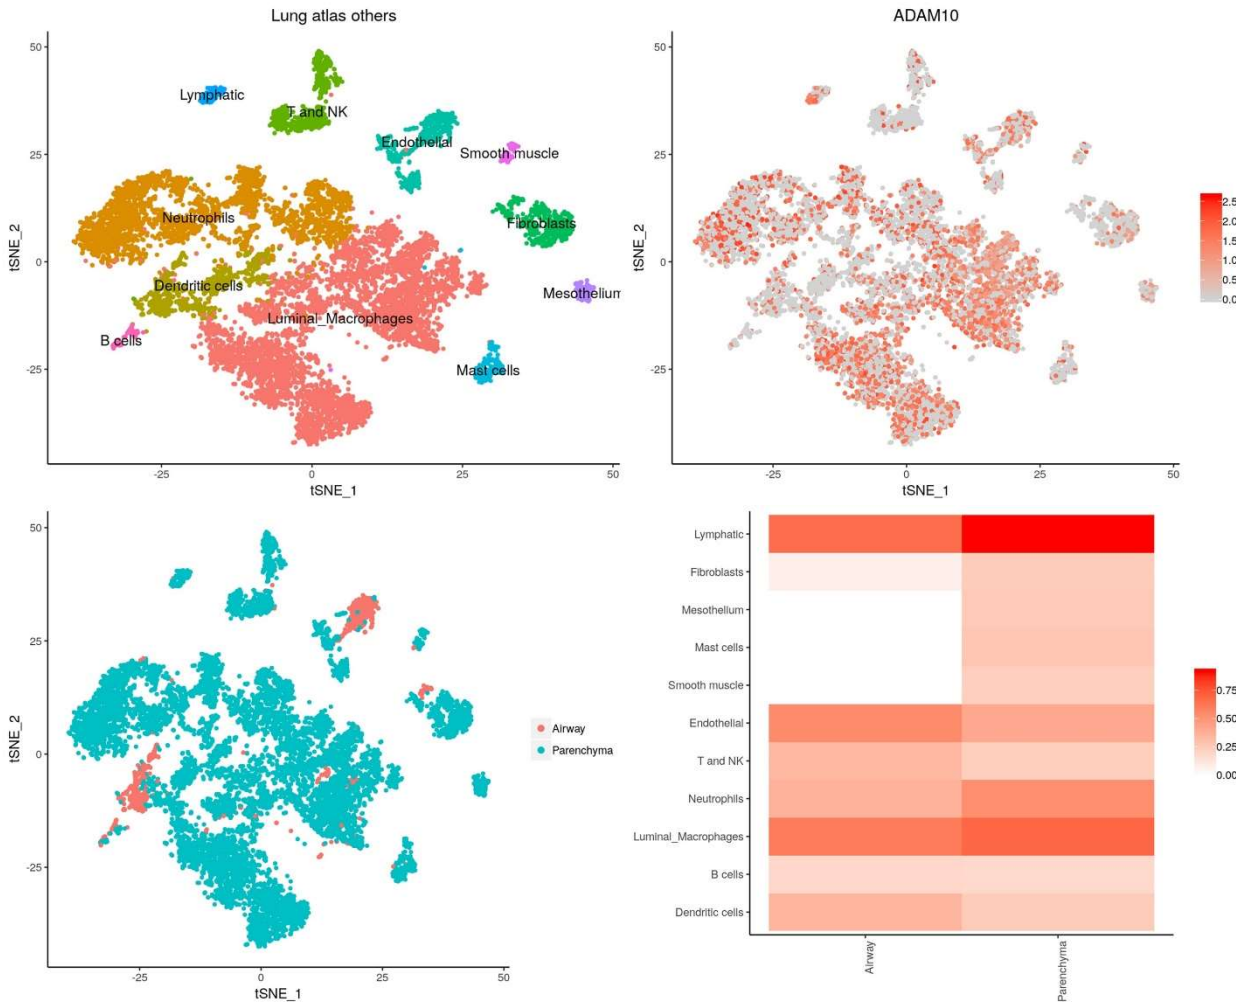 Lung atlas others
50
25
0
-25
tSNE_2
-25
0
25
50
tSNE_1
Lymphatic
T and NK
Endothelial
Smooth muscle
Neutrophils
Fibroblasts
Dendritic cells
Mesothelium
Luminal_Macrophages
B cells
Mast cells
ADAM10
50
25
0
-25
tSNE_2
-25
0
25
50
tSNE_1
2.5
2.0
1.5
1.0
0.5
0.0
50
25
0
-25
tSNE_2
-25
0
25
50
tSNE_1
Airway
Parenchyma
Lymphatic
Fibroblasts
Mesothelium
Mast cells
Smooth muscle
Endothelial
T and NK
Neutrophils
Luminal_Macrophages
B cells
Dendritic cells
Airway
Parenchyma
0.75
0.50
0.25
0.00